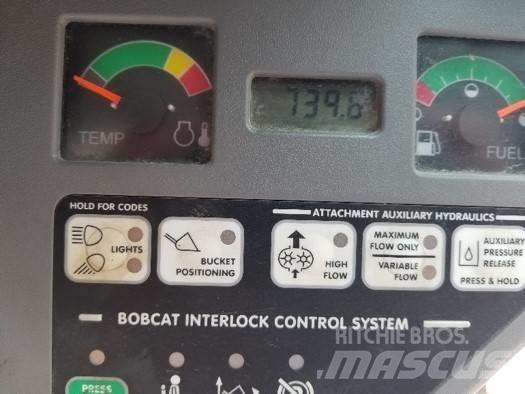 739.6
TEMP
FUEL
HOLD FOR CODES
ATTACHMENT AUXILIARY HYDRAULICS
LIGHTS
BUCKET
POSITIONING
HIGH
FLOW
MAXIMUM
FLOW ONLY
VARIABLE
FLOW
AUXILIARY
PRESSURE
RELEASE
PRESS & HOLD
BOBCAT INTERLOCK CONTROL SYSTEM
RITCHIE BROS.
MASCUS
PRESS